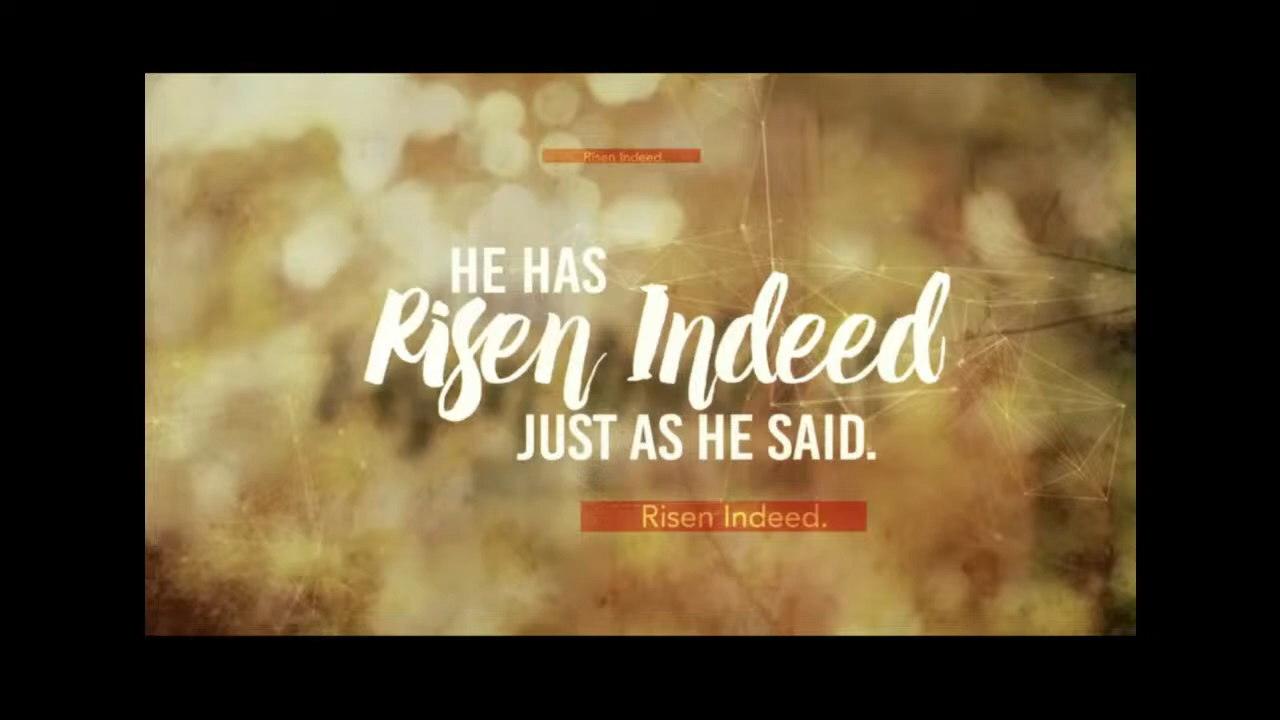 Risen Indeed.
HE HAS
Risen Indeed
JUST AS HE SAID.
Risen Indeed.